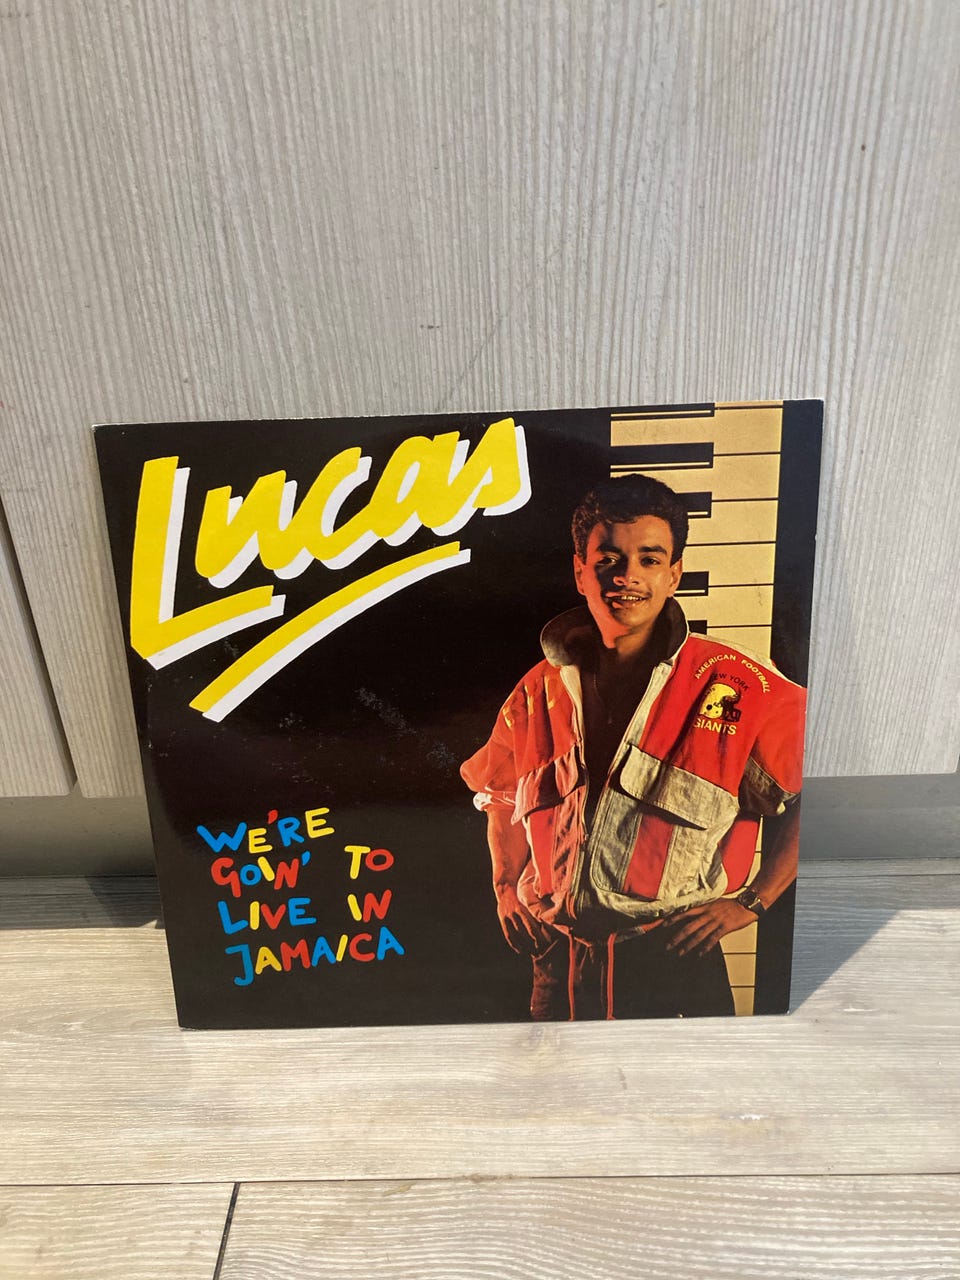 Lucas
WE'RE
GOIN' TO
LIVE IN
JAMAICA
AMERICAN FOOTBALL
NEW YORK
GIANTS